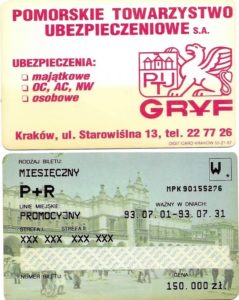 POMORSKIE TOWARZYSTWO
UBEZPIECZENIOWE S.A.
UBEZPIECZENIA:
majątkowe
OC, AC, NW
osobowe
PTU
GRYF
Kraków, ul. Starowiślna 13, tel. 22 77 26
RODZAJ BILETU:
MIESIĘCZNY
W
P+R
MPK90155276
LINIE MIEJSKIE:
WAŻNY W DNIACH:
PROMOCYJNY
93.07.01-93.07.31
STREFA I. STREFA II.
XXX XXX XXX XXX
NUMER BILETU:
CENA:
150.000 zł